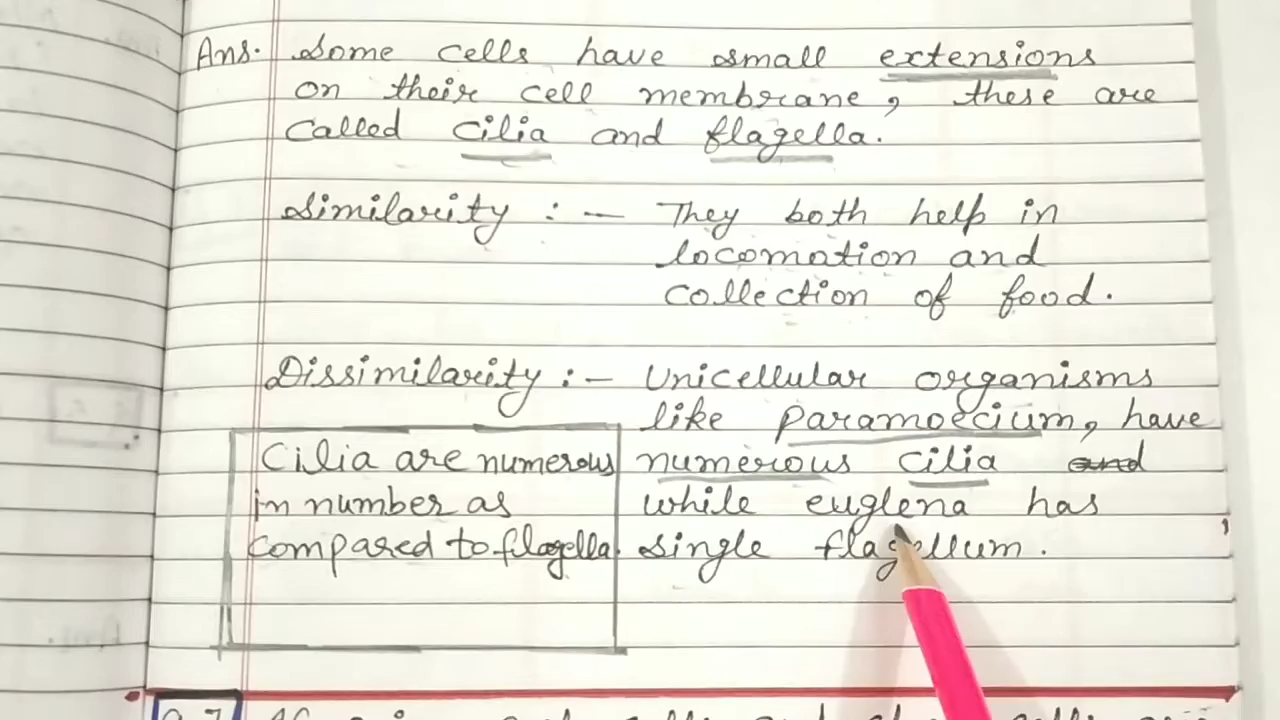 Ans. Some cells have small extensions
on their cell membrane, these are
called cilia and flagella.
Similarity :- They both help in
locomotion and
collection of food.
Dissimilarity :- Unicellular organisms
like paramoecium, have
numerous cilia and
while euglena has
single flagellum.
Cilia are numerous
in number as
compared to flagella.